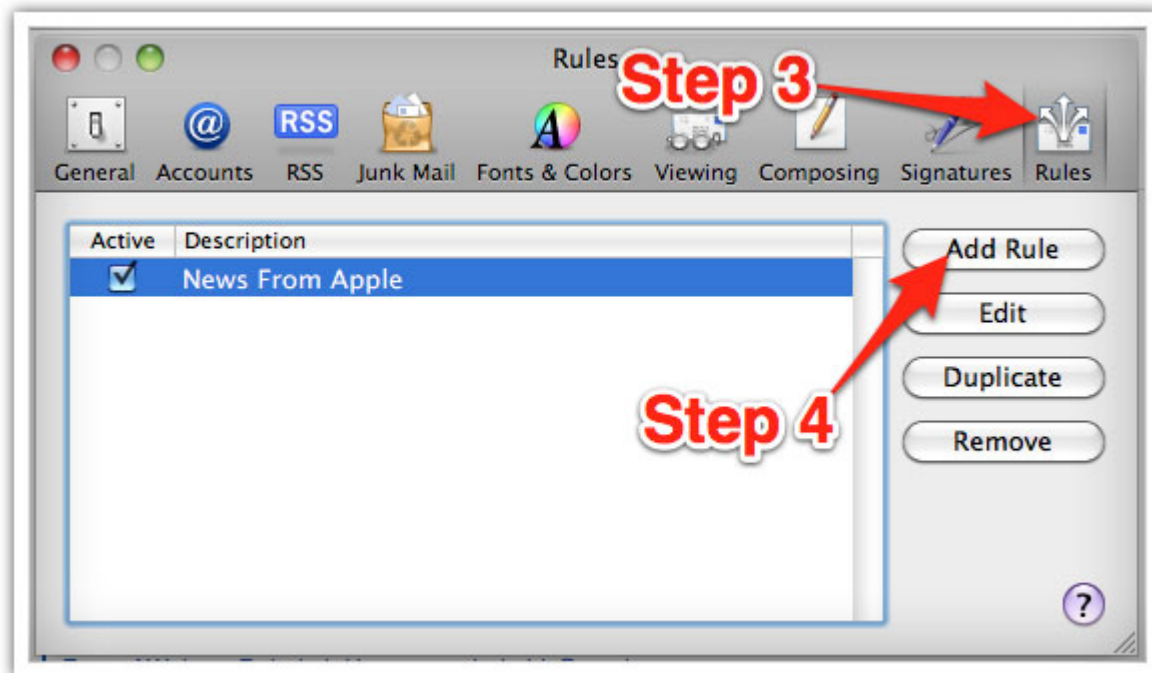 Rules
Step 3
RSS
General Accounts RSS Junk Mail Fonts & Colors Viewing Composing Signatures Rules
Active Description
News From Apple
Add Rule
Edit
Duplicate
Remove
Step 4
?